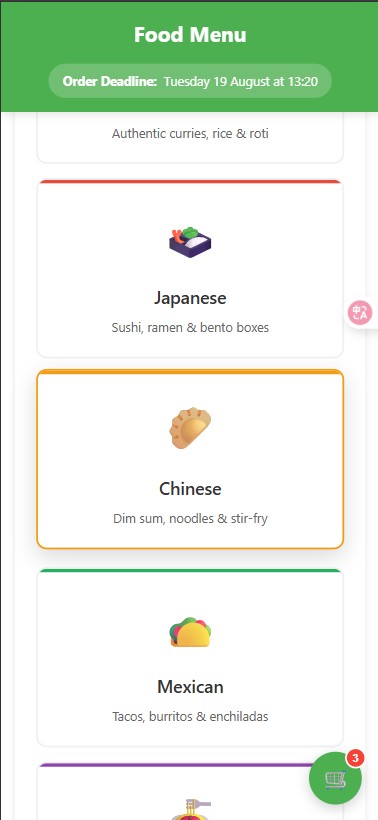 Food Menu
Order Deadline: Tuesday 19 August at 13:20
Authentic curries, rice & roti
Japanese
Sushi, ramen & bento boxes
中
A
Chinese
Dim sum, noodles & stir-fry
Mexican
Tacos, burritos & enchiladas
3